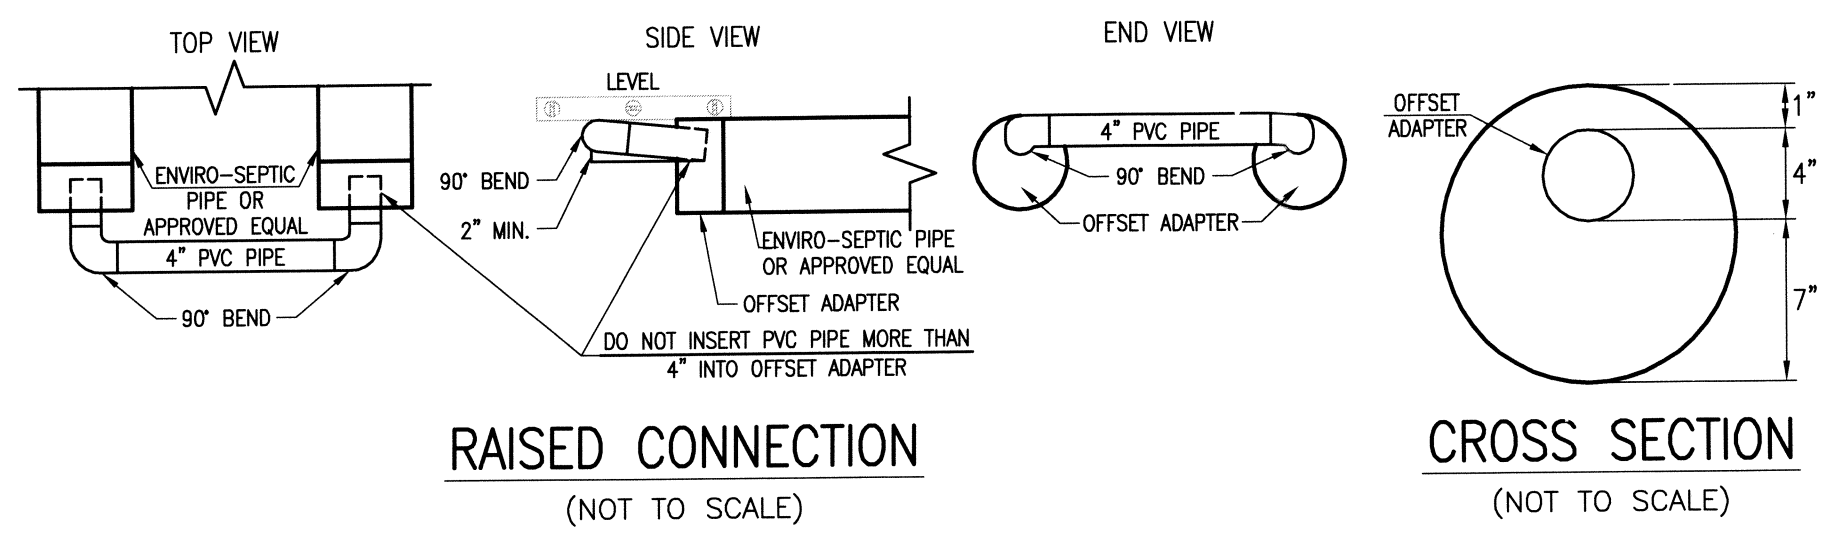 TOP VIEW
ENVIRO-SEPTIC
PIPE OR
APPROVED EQUAL
4" PVC PIPE
90° BEND
SIDE VIEW
LEVEL
90° BEND
2" MIN.
ENVIRO-SEPTIC PIPE
OR APPROVED EQUAL
OFFSET ADAPTER
DO NOT INSERT PVC PIPE MORE THAN
4" INTO OFFSET ADAPTER
END VIEW
4" PVC PIPE
90° BEND
OFFSET ADAPTER
RAISED CONNECTION
(NOT TO SCALE)
OFFSET
ADAPTER
1"
4"
7"
CROSS SECTION
(NOT TO SCALE)